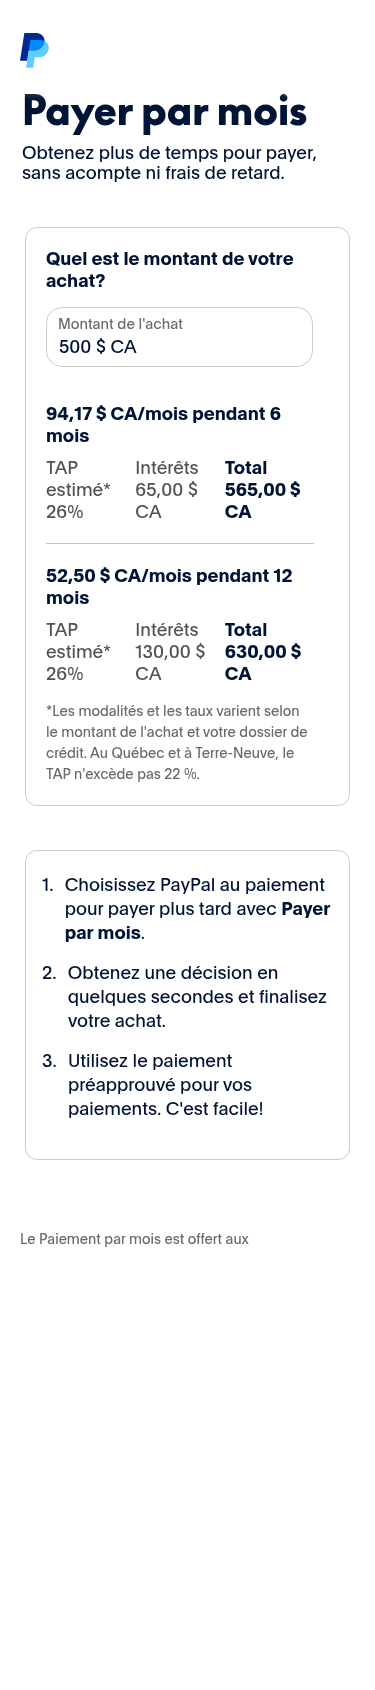 Payer par mois
Obtenez plus de temps pour payer,
sans acompte ni frais de retard.
Quel est le montant de votre
achat?
Montant de l'achat
500 $ CA
94,17 $ CA/mois pendant 6
mois
TAP
estimé*
26%
Intérêts
65,00 $
CA
Total
565,00 $
CA
52,50 $ CA/mois pendant 12
mois
TAP
estimé*
26%
Intérêts
130,00 $
CA
Total
630,00 $
CA
*Les modalités et les taux varient selon
le montant de l'achat et votre dossier de
crédit. Au Québec et à Terre-Neuve, le
TAP n'excède pas 22 %.
1. Choisissez PayPal au paiement
pour payer plus tard avec Payer
par mois.
2. Obtenez une décision en
quelques secondes et finalisez
votre achat.
3. Utilisez le paiement
préapprouvé pour vos
paiements. C'est facile!
Le Paiement par mois est offert aux